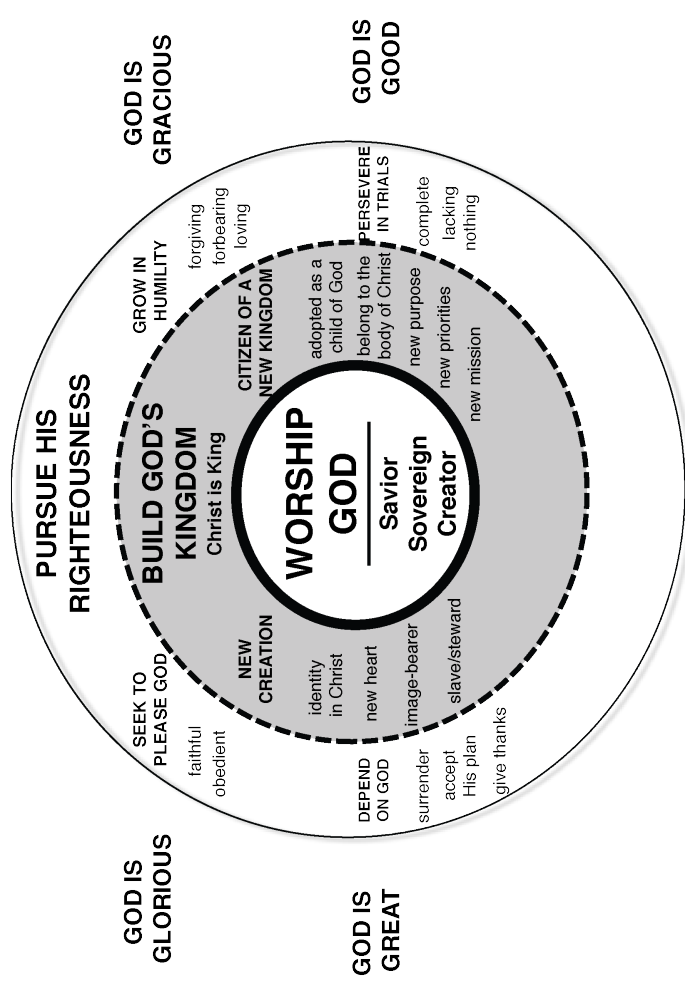 PURSUE HIS
RIGHTEOUSNESS
GOD IS
GLORIOUS
GOD IS
GRACIOUS
SEEK TO
PLEASE GOD
faithful
obedient
GROW IN
HUMILITY
forgiving
forbearing
loving
BUILD GOD'S
KINGDOM
Christ is King
NEW
CREATION
identity
in Christ
new heart
image-bearer
slave/steward
CITIZEN OF A
NEW KINGDOM
adopted as a
child of God
belong to the
body of Christ
new purpose
new priorities
new mission
WORSHIP
GOD
Savior
Sovereign
Creator
GOD IS
GREAT
DEPEND
ON GOD
surrender
accept
His plan
give thanks
PERSEVERE
IN TRIALS
complete
lacking
nothing
GOD IS
GOOD